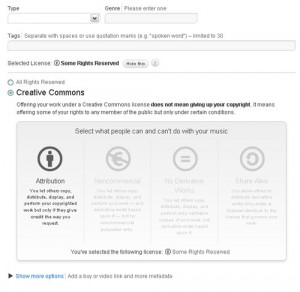 Type
Genre Please enter one
Tags Separate with spaces or use quotation marks (e.g. "spoken word") – limited to 30
Selected License: Some Rights Reserved Hide this
All Rights Reserved
Creative Commons
Offering your work under a Creative Commons license does not mean giving up your copyright. It means
offering some of your rights to any member of the public but only under certain conditions.
Select what people can and can't do with your music
Attribution Noncommercial No Derivative Works Share Alike
You let others copy,
distribute, display, and
perform your copyrighted
work but only if they give
credit the way you
request.
You've selected the following license: Some Rights Reserved
Show more options Add a buy or video link and more metadata